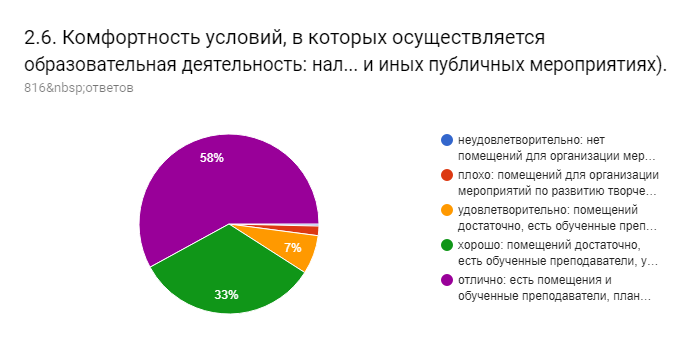 2.6. Комфортность условий, в которых осуществляется
образовательная деятельность: нал... и иных публичных мероприятиях).
816&nbsp;ответов
58%
7%
33%
неудовлетворительно: нет
помещений для организации мер…
плохо: помещений для организации
мероприятий по развитию творче…
удовлетворительно: помещений
достаточно, есть обученные преп…
хорошо: помещений достаточно,
есть обученные преподаватели, у…
отлично: есть помещения и
обученные преподаватели, план…